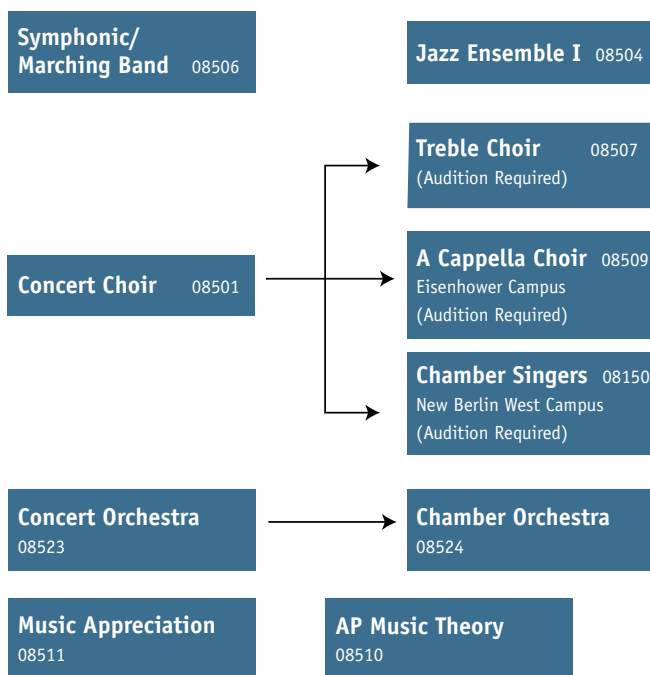 Symphonic/
Marching Band 08506
Jazz Ensemble I 08504
Treble Choir 08507
(Audition Required)
Concert Choir 08501
A Cappella Choir 08509
Eisenhower Campus
(Audition Required)
Chamber Singers 08150
New Berlin West Campus
(Audition Required)
Concert Orchestra
08523
Chamber Orchestra
08524
Music Appreciation
08511
AP Music Theory
08510